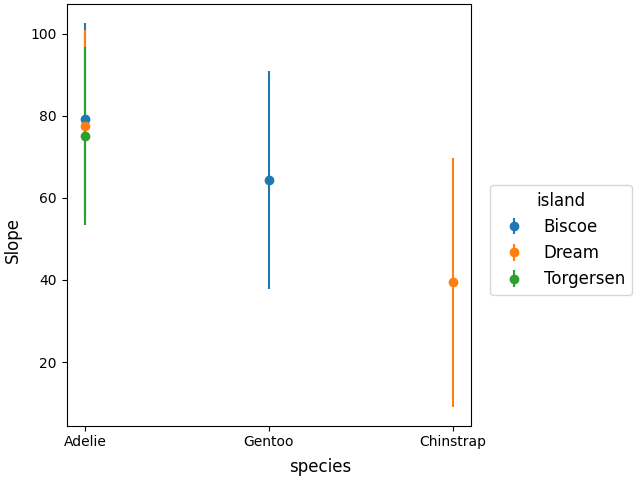 100
80
60
40
20
Slope
Adelie
Gentoo
Chinstrap
species
island
Biscoe
Dream
Torgersen